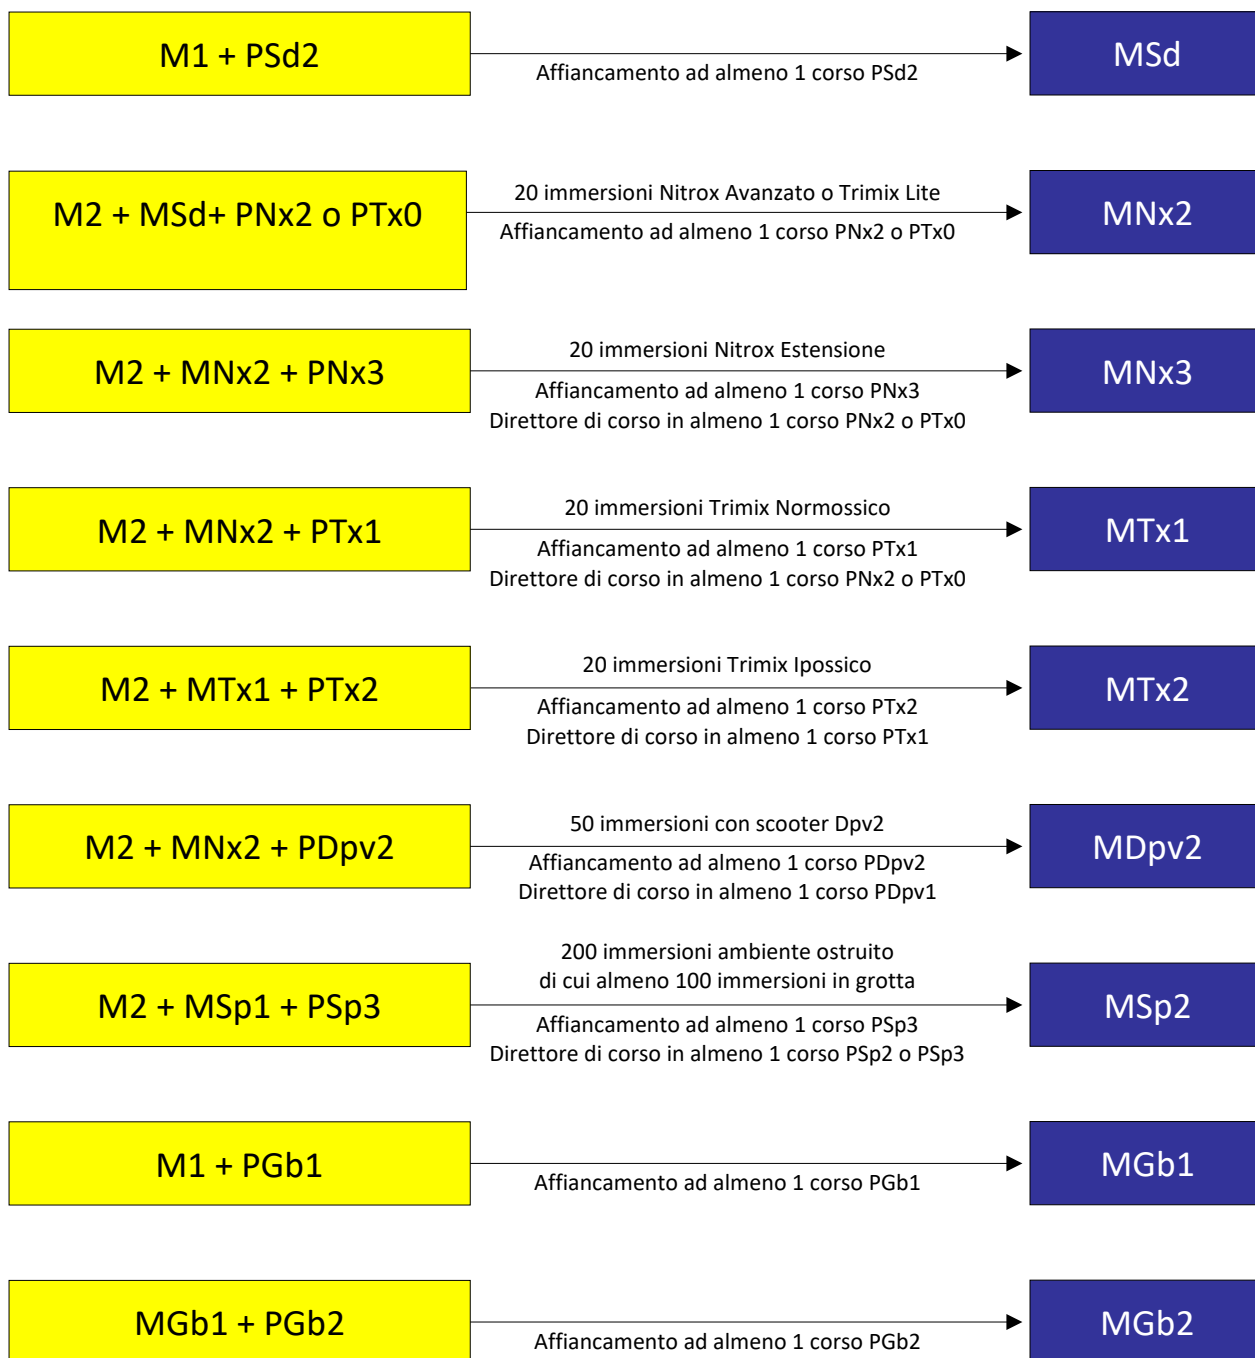 M1 + PSd2
Affiancamento ad almeno 1 corso PSd2
MSd
M2 + MSd+ PNx2 o PTx0
20 immersioni Nitrox Avanzato o Trimix Lite
Affiancamento ad almeno 1 corso PNx2 o PTx0
MNx2
M2 + MNx2 + PNx3
20 immersioni Nitrox Estensione
Affiancamento ad almeno 1 corso PNx3
Direttore di corso in almeno 1 corso PNx2 o PTx0
MNx3
M2 + MNx2 + PTx1
20 immersioni Trimix Normossico
Affiancamento ad almeno 1 corso PTx1
Direttore di corso in almeno 1 corso PNx2 o PTx0
MTx1
M2 + MTx1 + PTx2
20 immersioni Trimix Ipossico
Affiancamento ad almeno 1 corso PTx2
Direttore di corso in almeno 1 corso PTx1
MTx2
M2 + MNx2 + PDpv2
50 immersioni con scooter Dpv2
Affiancamento ad almeno 1 corso PDpv2
Direttore di corso in almeno 1 corso PDpv1
MDpv2
M2 + MSp1 + PSp3
200 immersioni ambiente ostruito
di cui almeno 100 immersioni in grotta
Affiancamento ad almeno 1 corso PSp3
Direttore di corso in almeno 1 corso PSp2 o PSp3
MSp2
M1 + PGb1
Affiancamento ad almeno 1 corso PGb1
MGb1
MGb1 + PGb2
Affiancamento ad almeno 1 corso PGb2
MGb2